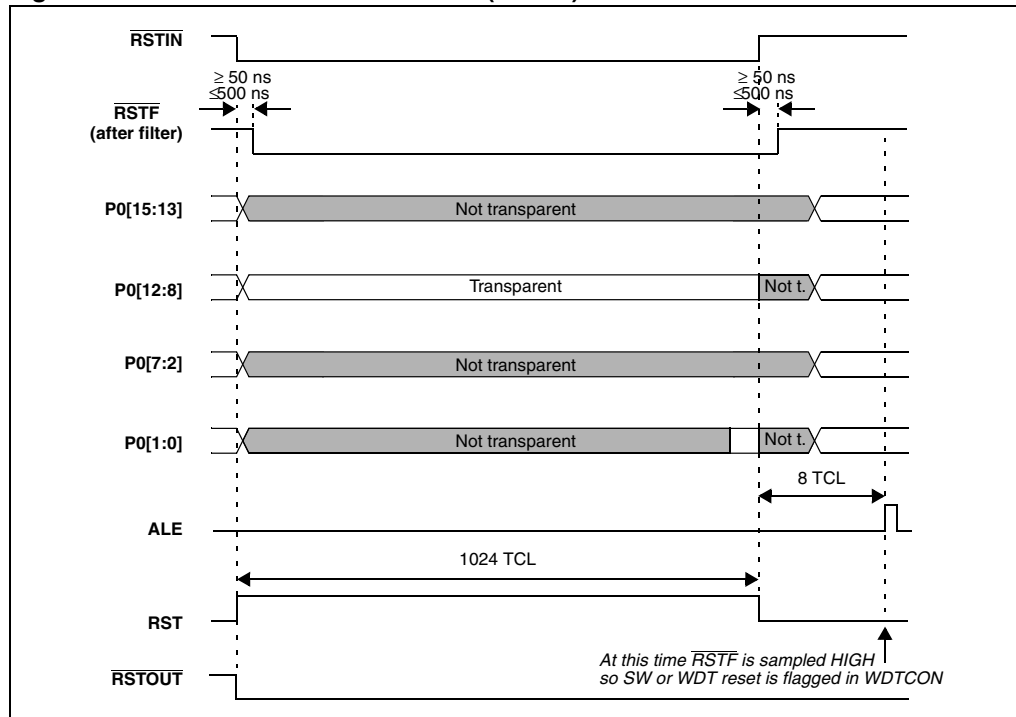 RSTIN
≥ 50 ns
≤500 ns
≥ 50 ns
≤500 ns
RSTF
(after filter)
P0[15:13]
Not transparent
P0[12:8]
Transparent
Not t.
P0[7:2]
Not transparent
P0[1:0]
Not transparent
Not t.
8 TCL
ALE
1024 TCL
RST
At this time RSTF is sampled HIGH
so SW or WDT reset is flagged in WDTCON
RSTOUT